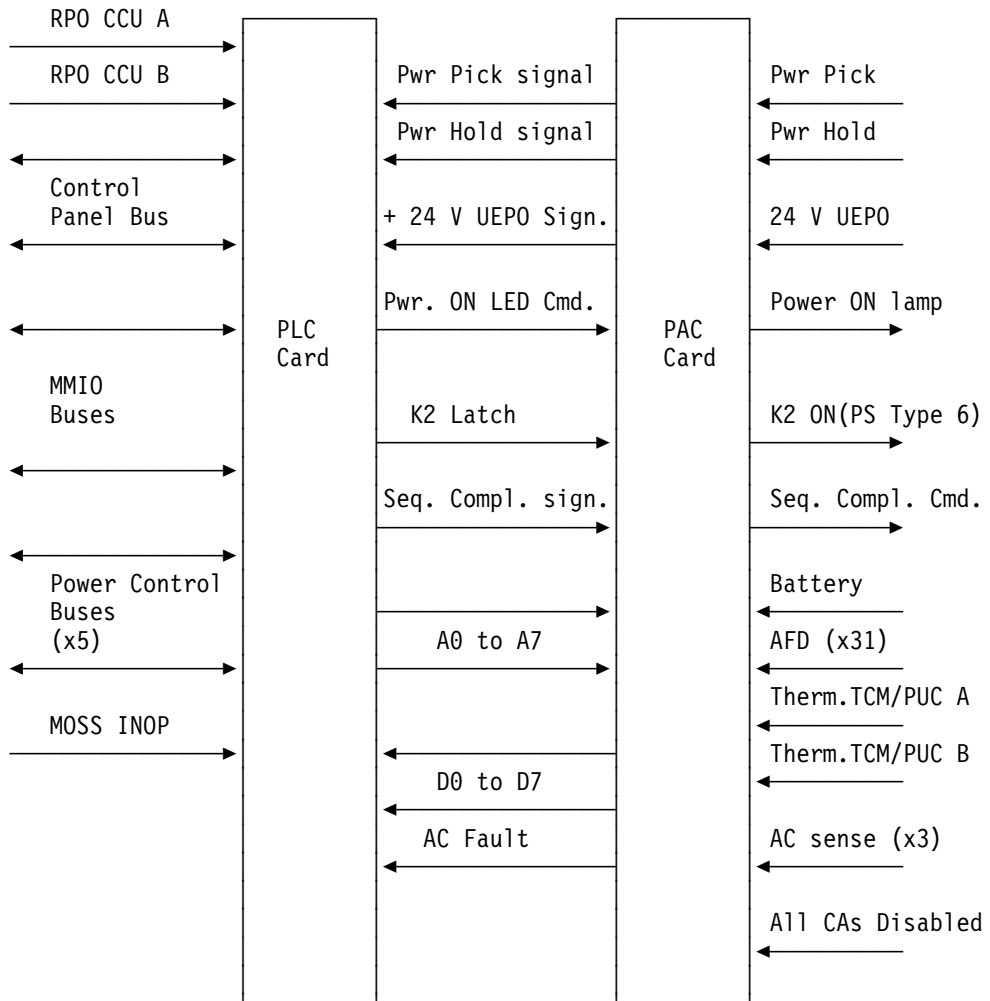 RPO CCU A
RPO CCU B
Pwr Pick signal
Pwr Pick
Pwr Hold signal
Pwr Hold
Control
Panel Bus
+ 24 V UEPO Sign.
24 V UEPO
Pwr. ON LED Cmd.
Power ON lamp
PLC
Card
PAC
Card
MMIO
Buses
K2 Latch
K2 ON(PS Type 6)
Seq. Compl. sign.
Seq. Compl. Cmd.
Power Control
Buses
(x5)
Battery
A0 to A7
AFD (x31)
Therm.TCM/PUC A
MOSS INOP
Therm.TCM/PUC B
D0 to D7
AC Fault
AC sense (x3)
All CAs Disabled